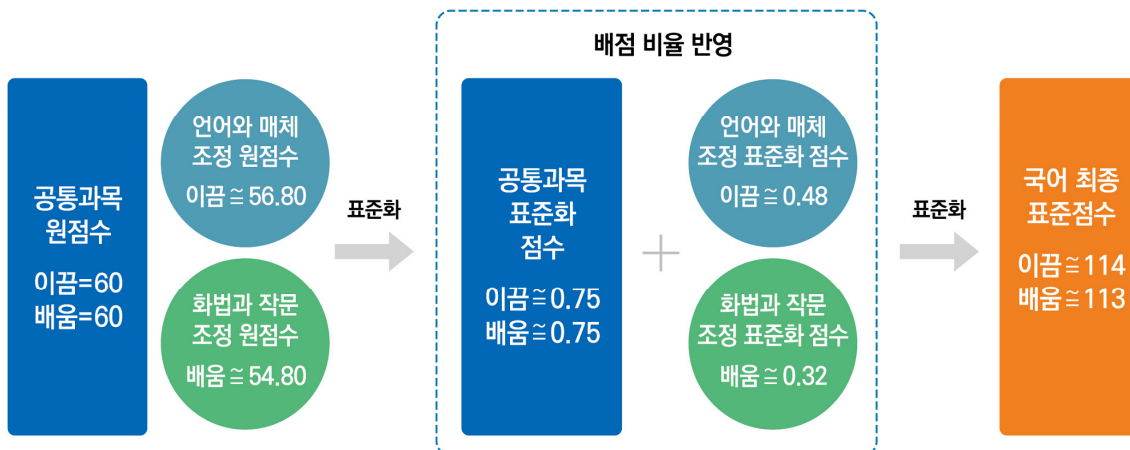 배점 비율 반영
공통과목
원점수
이끔=60
배움=60
언어와 매체
조정 원점수
이끔≅56.80
화법과 작문
조정 원점수
배움≅54.80
표준화
공통과목
표준화
점수
이끔≅0.75
배움≅0.75
+
언어와 매체
조정 표준화 점수
이끔≅0.48
화법과 작문
조정 표준화 점수
배움≅0.32
표준화
국어 최종
표준점수
이끔≅114
배움≅113